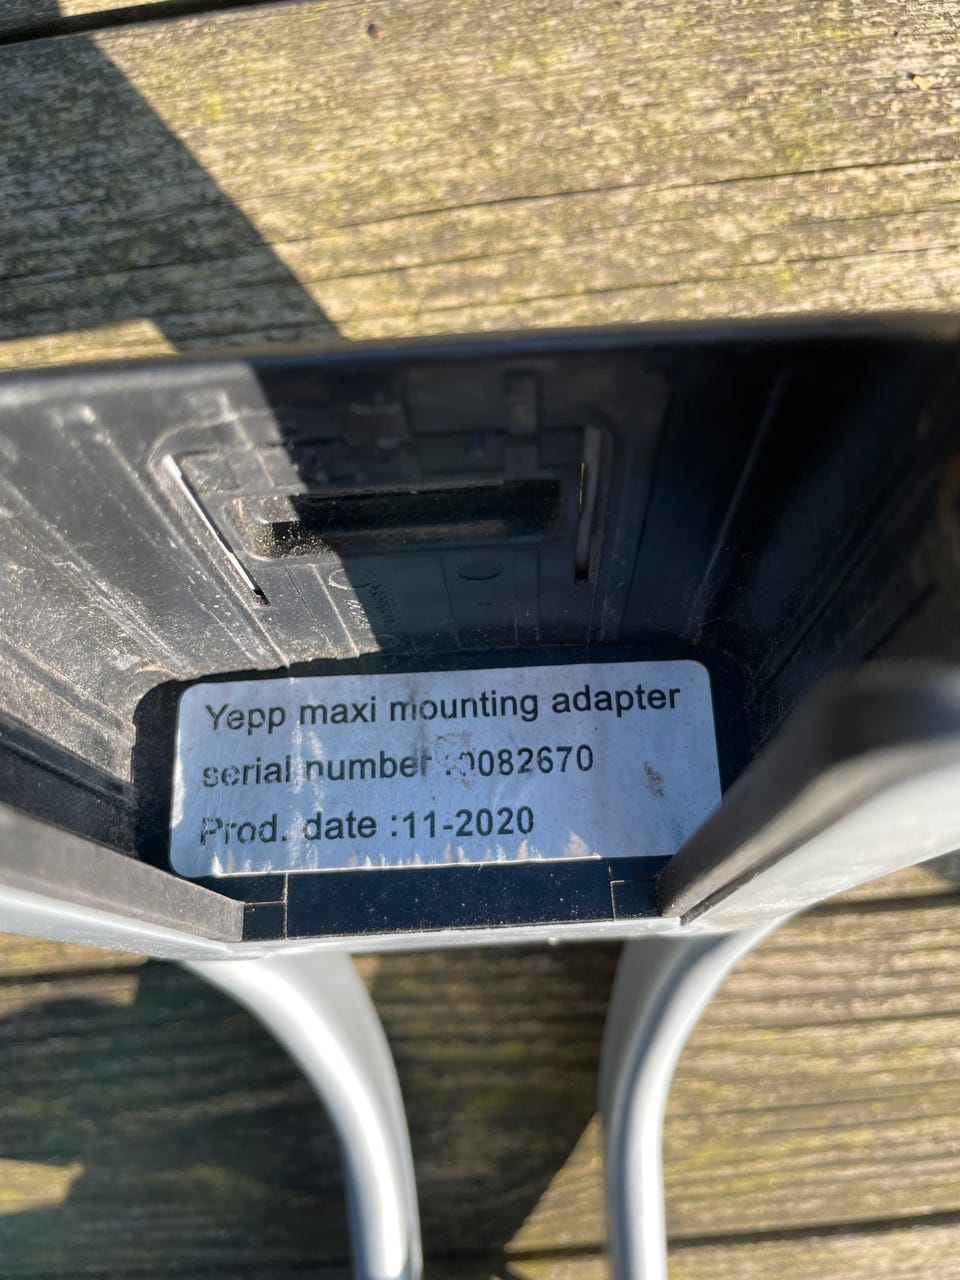 Yepp maxi mounting adapter
serial number :0082670
Prod. date :11-2020